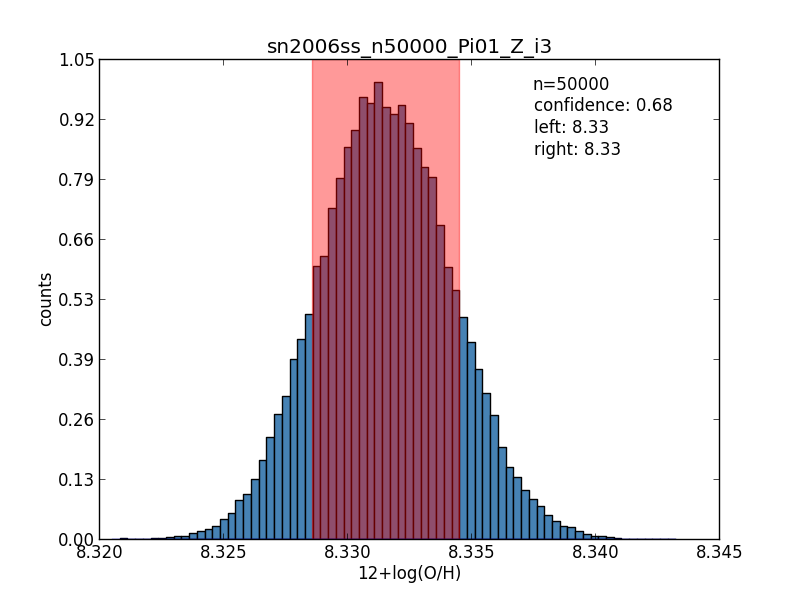 sn2006ss_n50000_Pi01_Z_i3
1.05
0.92
0.79
0.66
0.53
0.39
0.26
0.13
0.00
counts
n=50000
confidence: 0.68
left: 8.33
right: 8.33
8.320
8.325
8.330
8.335
8.340
8.345
12+log(O/H)